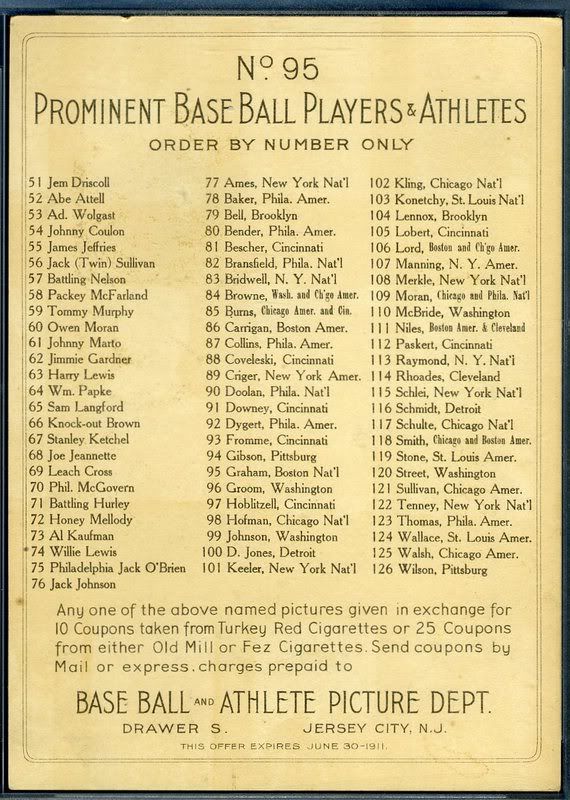 Nº 95
PROMINENT BASE BALL PLAYERS & ATHLETES
ORDER BY NUMBER ONLY
51 Jem Driscoll
52 Abe Attell
53 Ad. Wolgast
54 Johnny Coulon
55 James Jeffries
56 Jack (Twin) Sullivan
57 Battling Nelson
58 Packey McFarland
59 Tommy Murphy
60 Owen Moran
61 Johnny Marto
62 Jimmie Gardner
63 Harry Lewis
64 Wm. Papke
65 Sam Langford
66 Knock-out Brown
67 Stanley Ketchel
68 Joe Jeannette
69 Leach Cross
70 Phil. McGovern
71 Battling Hurley
72 Honey Mellody
73 Al Kaufman
74 Willie Lewis
75 Philadelphia Jack O'Brien
76 Jack Johnson
77 Ames, New York Nat'l
78 Baker, Phila. Amer.
79 Bell, Brooklyn
80 Bender, Phila. Amer.
81 Bescher, Cincinnati
82 Bransfield, Phila. Nat'l
83 Bridwell, N. Y. Nat'l
84 Browne, Wash. and Ch'go Amer.
85 Burns, Chicago Amer. and Cin.
86 Carrigan, Boston Amer.
87 Collins, Phila. Amer.
88 Coveleski, Cincinnati
89 Criger, New York Amer.
90 Doolan, Phila. Nat'l
91 Downey, Cincinnati
92 Dygert, Phila. Amer.
93 Fromme, Cincinnati
94 Gibson, Pittsburg
95 Graham, Boston Nat'l
96 Groom, Washington
97 Hoblitzell, Cincinnati
98 Hofman, Chicago Nat'l
99 Johnson, Washington
100 D. Jones, Detroit
101 Keeler, New York Nat'l
102 Kling, Chicago Nat'l
103 Konetchy, St. Louis Nat'l
104 Lennox, Brooklyn
105 Lobert, Cincinnati
106 Lord, Boston and Ch'go Amer.
107 Manning, N. Y. Amer.
108 Merkle, New York Nat'l
109 Moran, Chicago and Phila. Nat'l
110 McBride, Washington
111 Niles, Boston Amer. & Cleveland
112 Paskert, Cincinnati
113 Raymond, N. Y. Nat'l
114 Rhoades, Cleveland
115 Schlei, New York Nat'l
116 Schmidt, Detroit
117 Schulte, Chicago Nat'l
118 Smith, Chicago and Boston Amer.
119 Stone, St. Louis Amer.
120 Street, Washington
121 Sullivan, Chicago Amer.
122 Tenney, New York Nat'l
123 Thomas, Phila. Amer.
124 Wallace, St. Louis Amer.
125 Walsh, Chicago Amer.
126 Wilson, Pittsburg
Any one of the above named pictures given in exchange for
10 Coupons taken from Turkey Red Cigarettes or 25 Coupons
from either Old Mill or Fez Cigarettes. Send coupons by
Mail or express, charges prepaid to
BASE BALL AND ATHLETE PICTURE DEPT.
DRAWER S. JERSEY CITY, N.J.
THIS OFFER EXPIRES JUNE 30-1911.